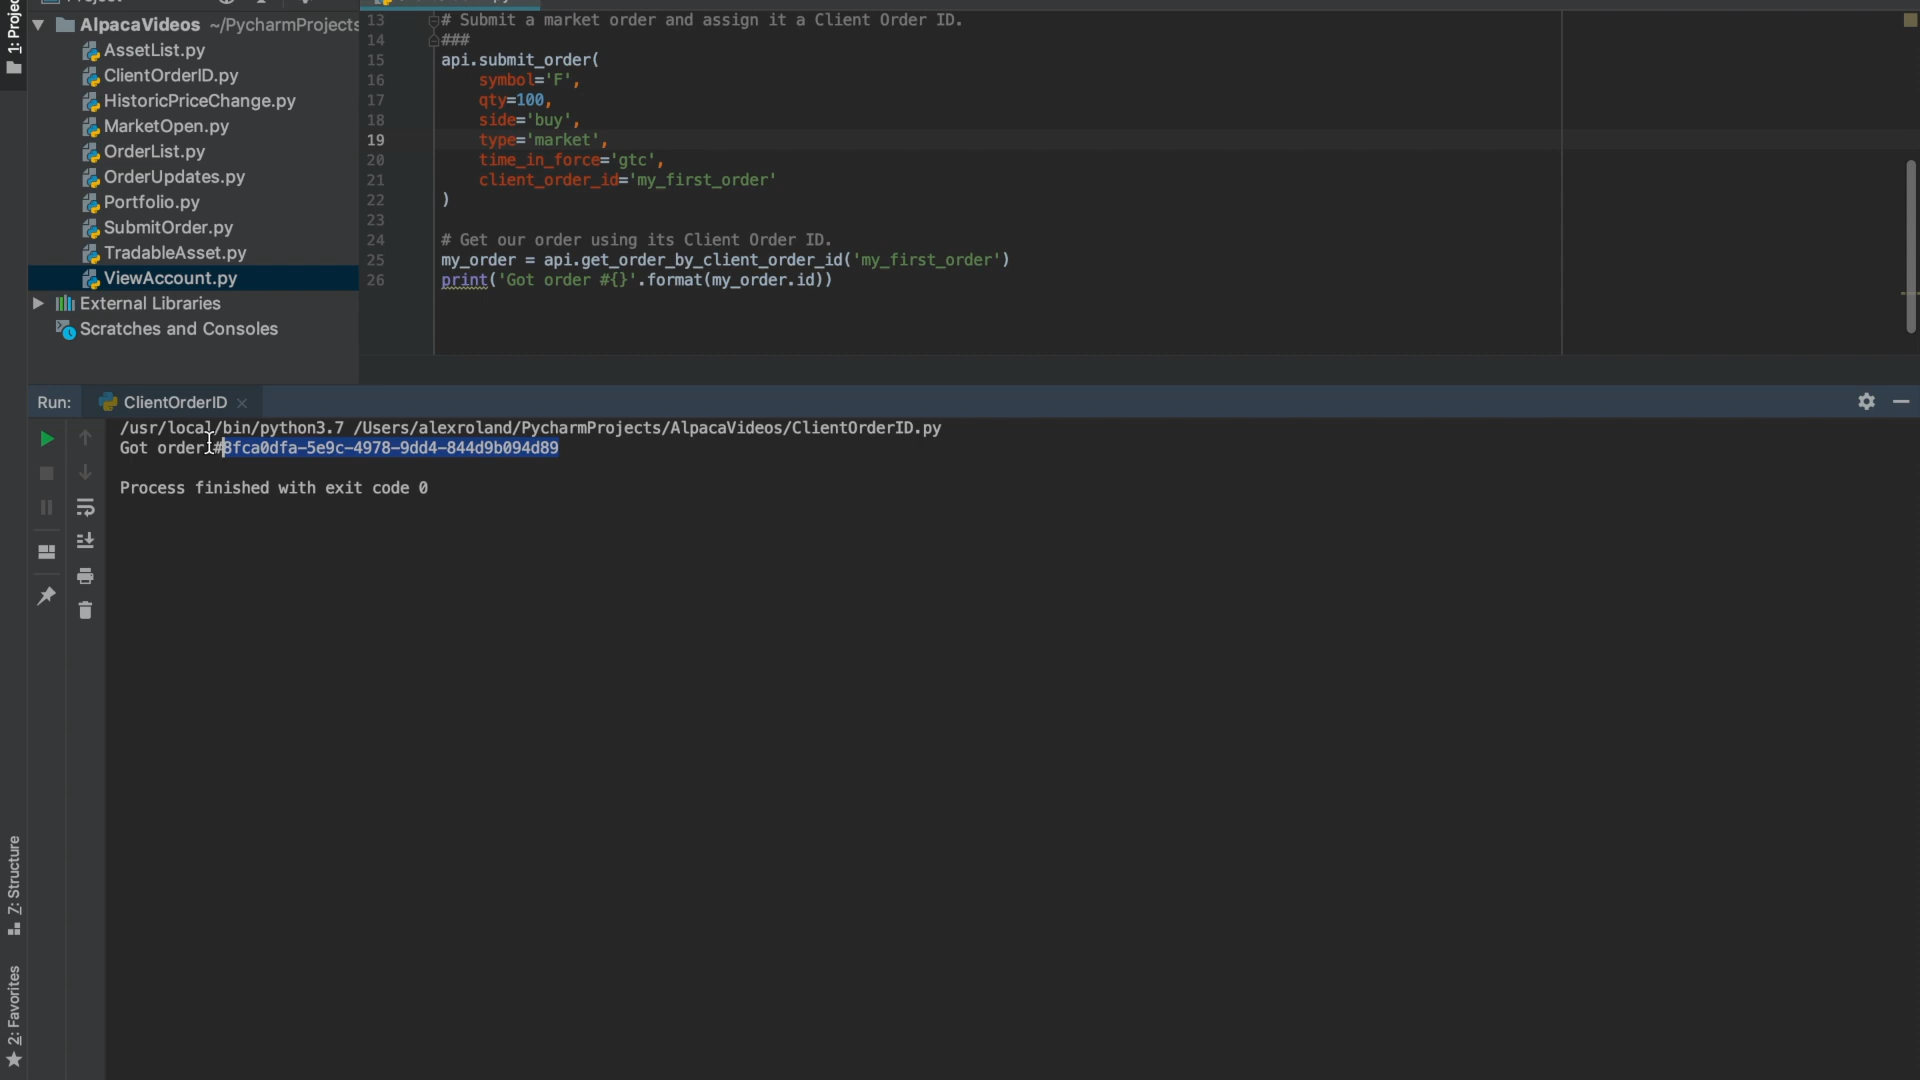 1: Projec
AlpacaVideos ~/PycharmProjects
AssetList.py
ClientOrderID.py
HistoricPriceChange.py
MarketOpen.py
OrderList.py
OrderUpdates.py
Portfolio.py
SubmitOrder.py
TradableAsset.py
ViewAccount.py
External Libraries
Scratches and Consoles
13 # Submit a market order and assign it a Client Order ID.
14 ###
15 api.submit_order(
16 symbol='F',
17 qty=100,
18 side='buy',
19 type='market',
20 time_in_force='gtc',
21 client_order_id='my_first_order'
22 )
23
24 # Get our order using its Client Order ID.
25 my_order = api.get_order_by_client_order_id('my_first_order')
26 print('Got order #{}'.format(my_order.id))
Run: ClientOrderID
/usr/local/bin/python3.7 /Users/alexroland/PycharmProjects/AlpacaVideos/ClientOrderID.py
Got order #8fca0dfa-5e9c-4978-9dd4-844d9b094d89
Process finished with exit code 0
Z: Structure
2: Favorites